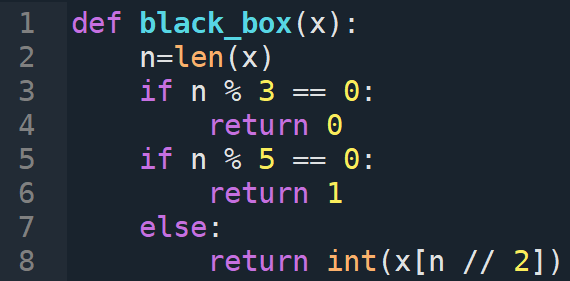 1 def black_box(x):
2     n=len(x)
3     if n % 3 == 0:
4         return 0
5     if n % 5 == 0:
6         return 1
7     else:
8         return int(x[n // 2])